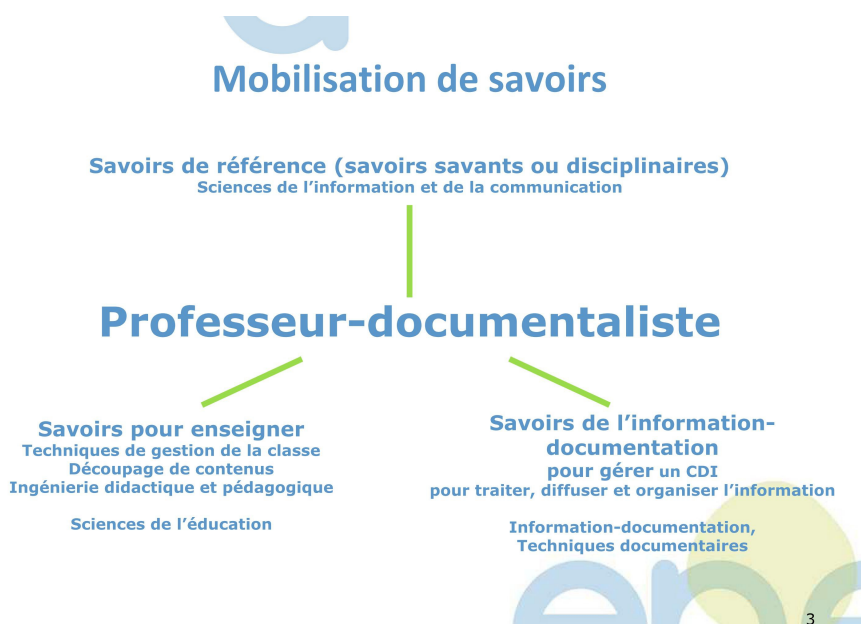 Mobilisation de savoirs
Savoirs de référence (savoirs savants ou disciplinaires)
Sciences de l’information et de la communication
Professeur-documentaliste
Savoirs pour enseigner
Techniques de gestion de la classe
Découpage de contenus
Ingénierie didactique et pédagogique
Sciences de l’éducation
Savoirs de l’information-
documentation
pour gérer un CDI
pour traiter, diffuser et organiser l’information
Information-documentation,
Techniques documentaires
3